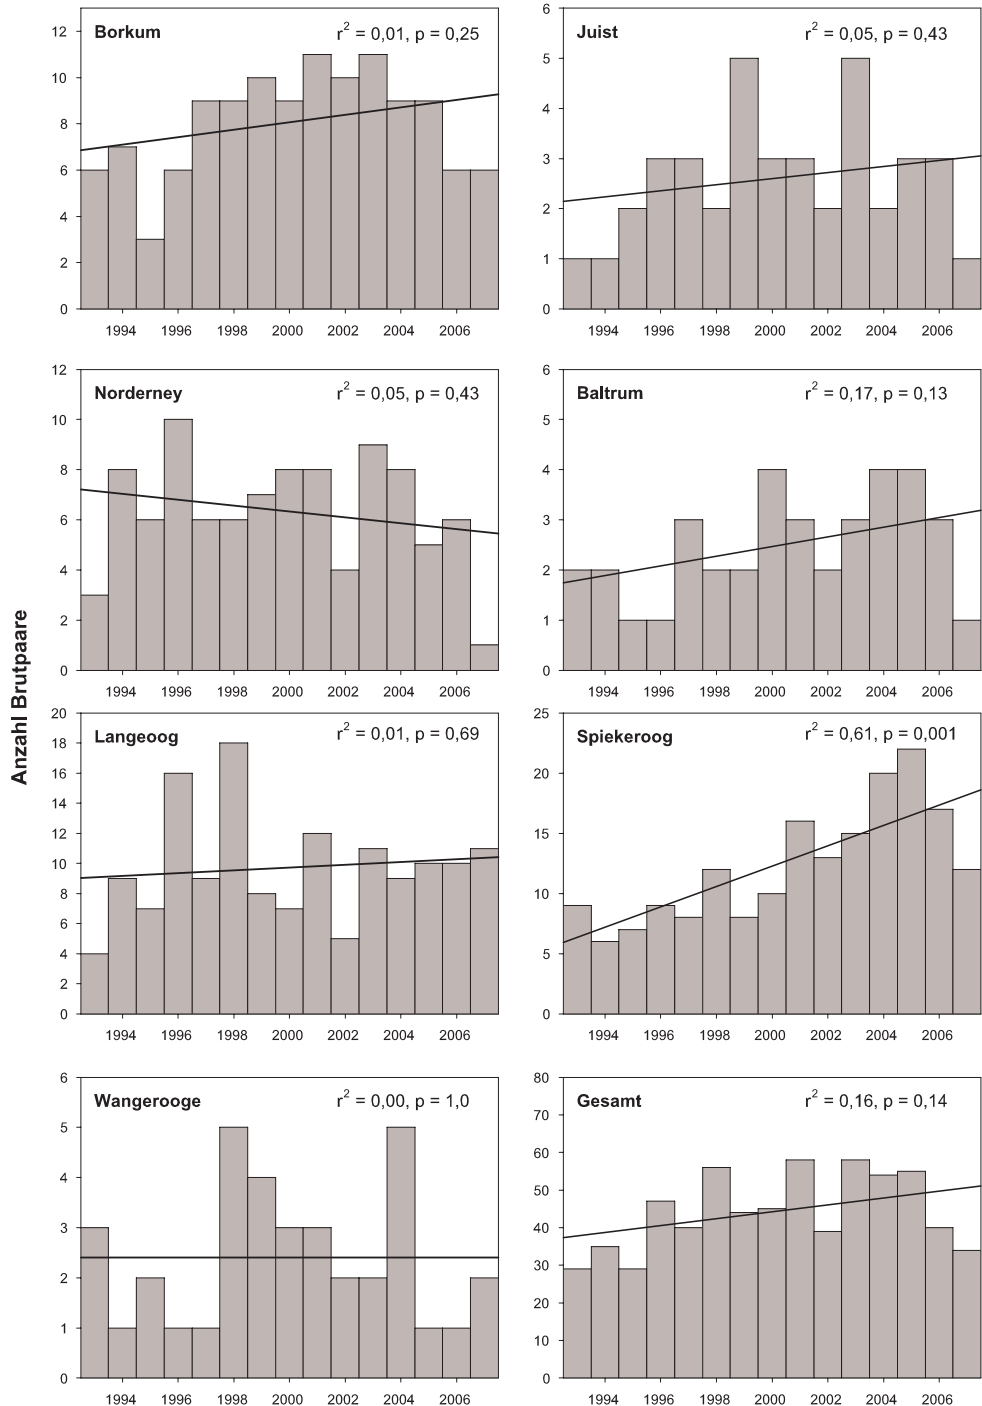 Anzahl Brutpaare
Borkum
r² = 0,01, p = 0,25
12
10
8
6
4
2
0
1994 1996 1998 2000 2002 2004 2006
Juist
r² = 0,05, p = 0,43
6
5
4
3
2
1
0
1994 1996 1998 2000 2002 2004 2006
Norderney
r² = 0,05, p = 0,43
12
10
8
6
4
2
0
1994 1996 1998 2000 2002 2004 2006
Baltrum
r² = 0,17, p = 0,13
6
5
4
3
2
1
0
1994 1996 1998 2000 2002 2004 2006
Langeoog
r² = 0,01, p = 0,69
20
18
16
14
12
10
8
6
4
2
0
1994 1996 1998 2000 2002 2004 2006
Spiekeroog
r² = 0,61, p = 0,001
25
20
15
10
5
0
1994 1996 1998 2000 2002 2004 2006
Wangerooge
r² = 0,00, p = 1,0
6
5
4
3
2
1
0
1994 1996 1998 2000 2002 2004 2006
Gesamt
r² = 0,16, p = 0,14
80
70
60
50
40
30
20
10
0
1994 1996 1998 2000 2002 2004 2006